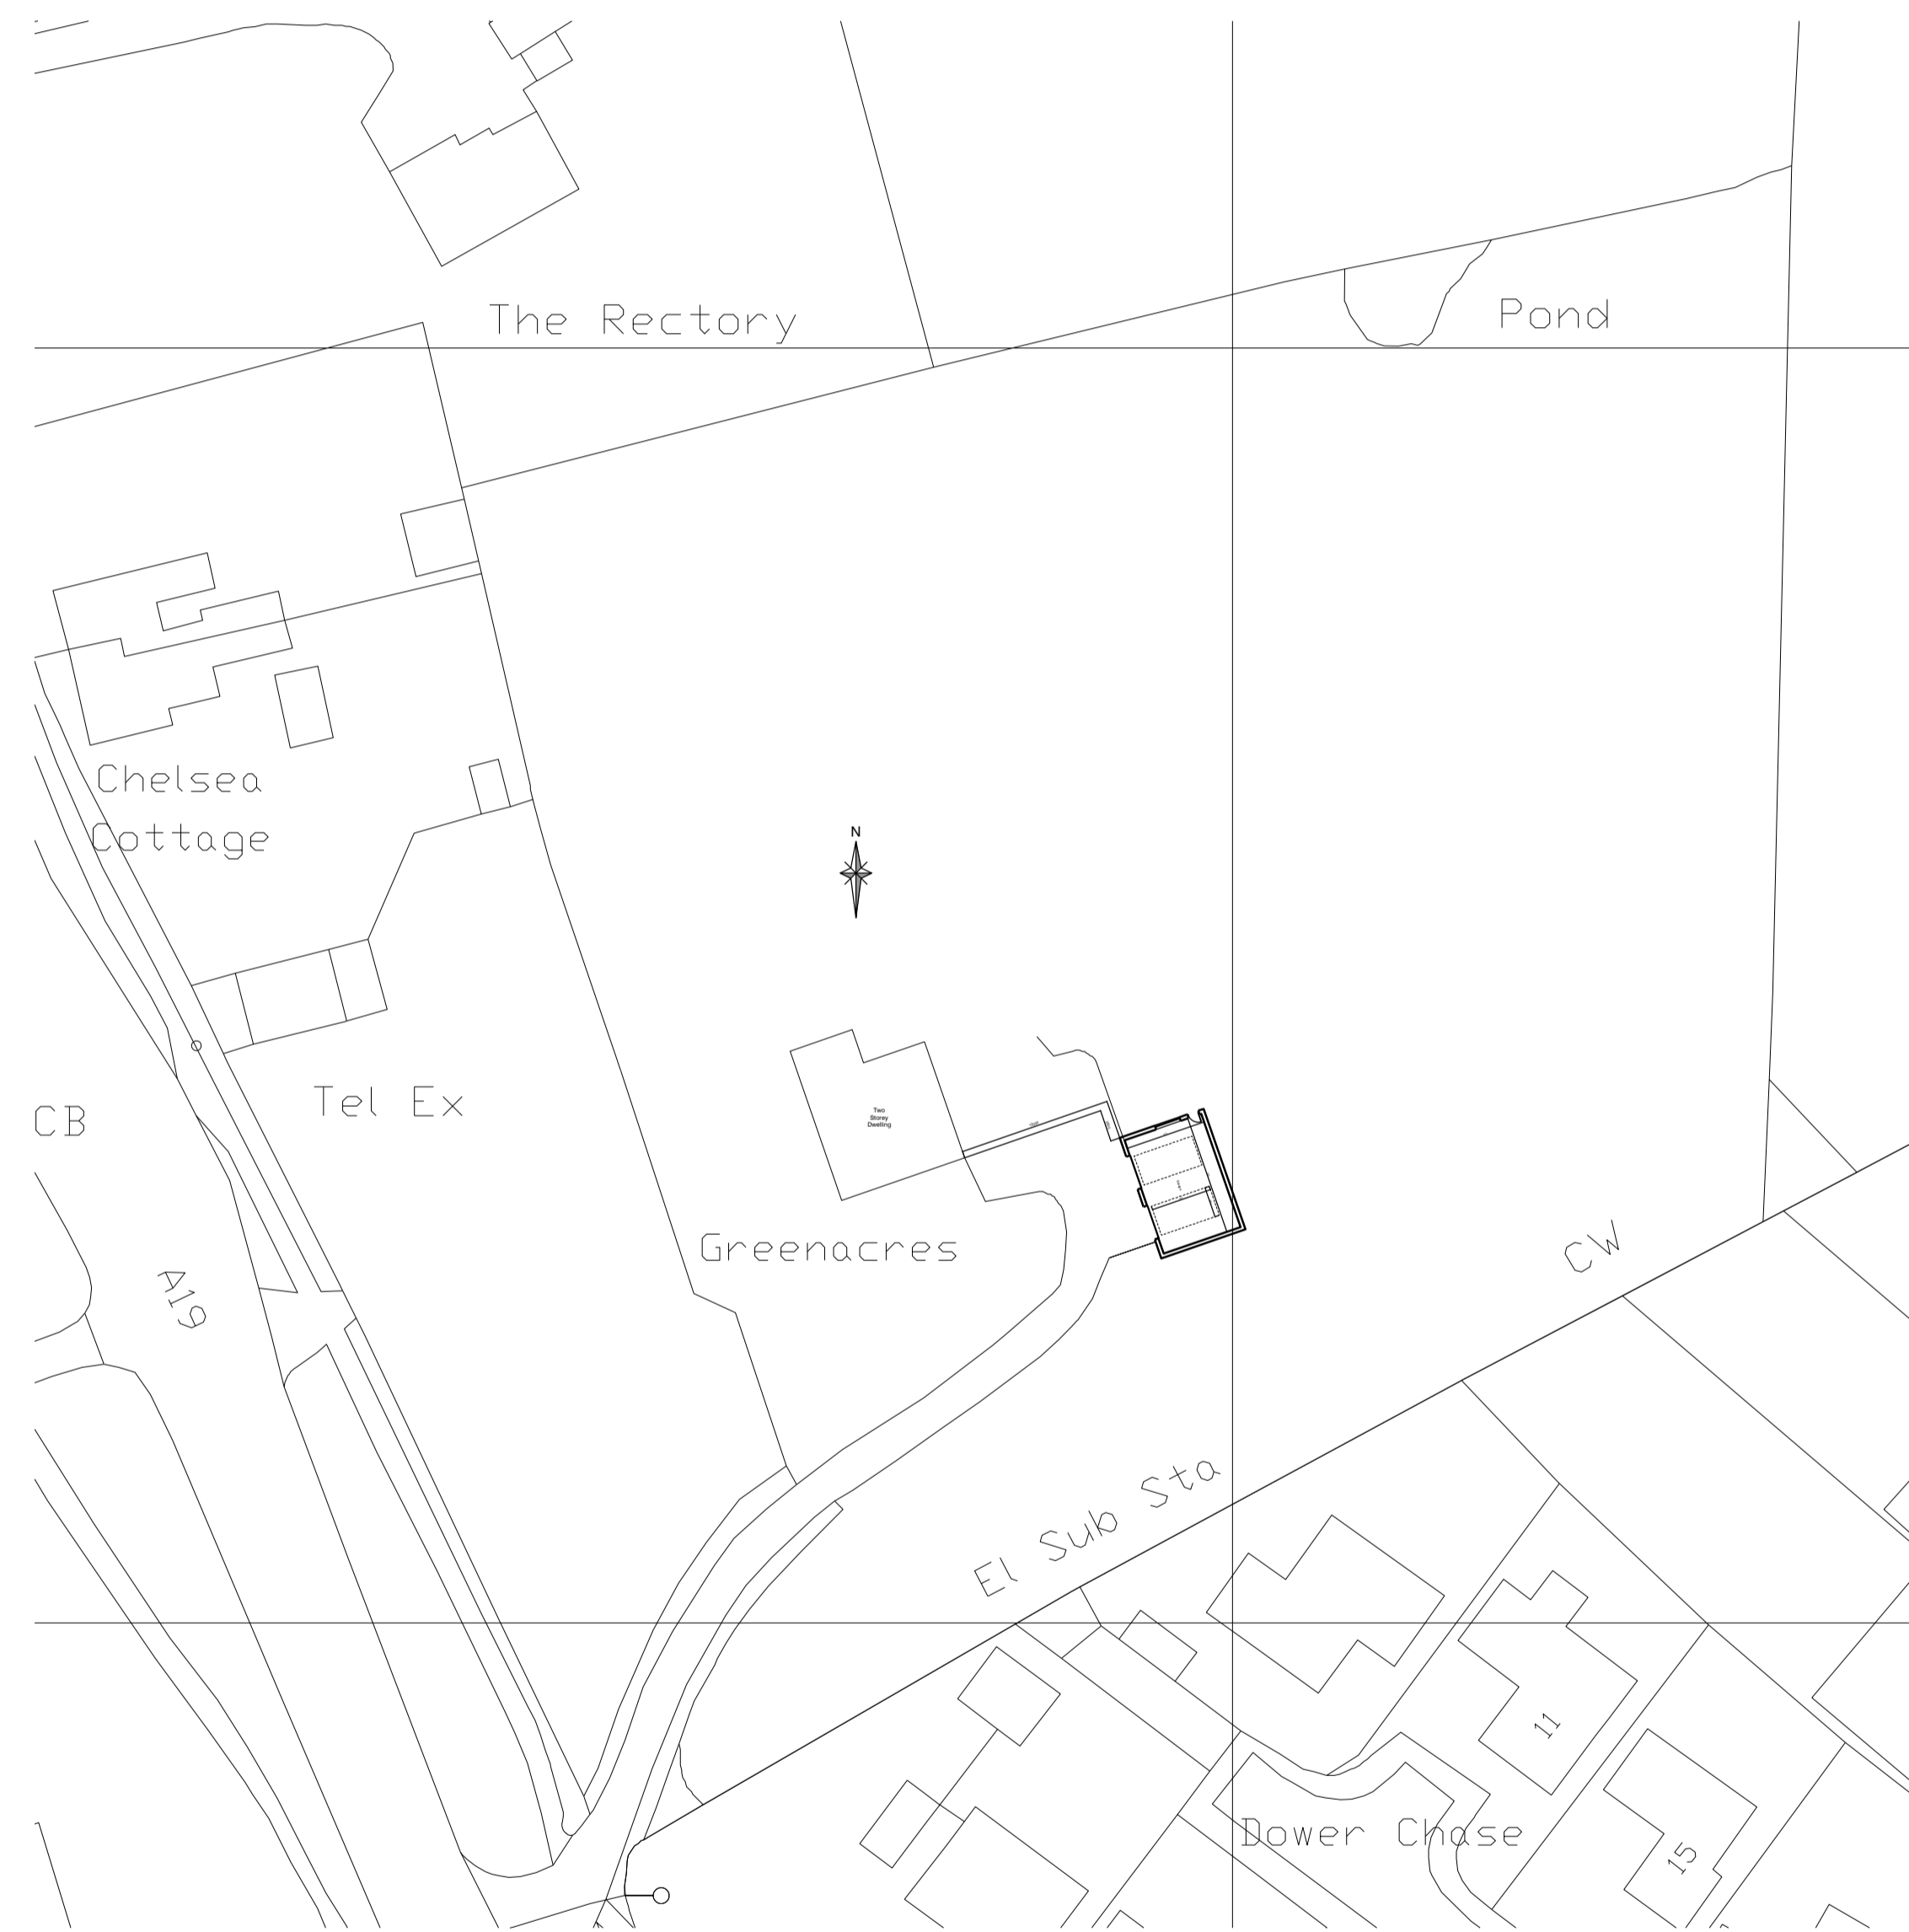 The Rectory
Pond
Chelsea
Cottage
N
Tel Ex
CB
Two
Storey
Dwelling
Greenacres
A19
CW
El Sub Sta
11
15
Dower Chase